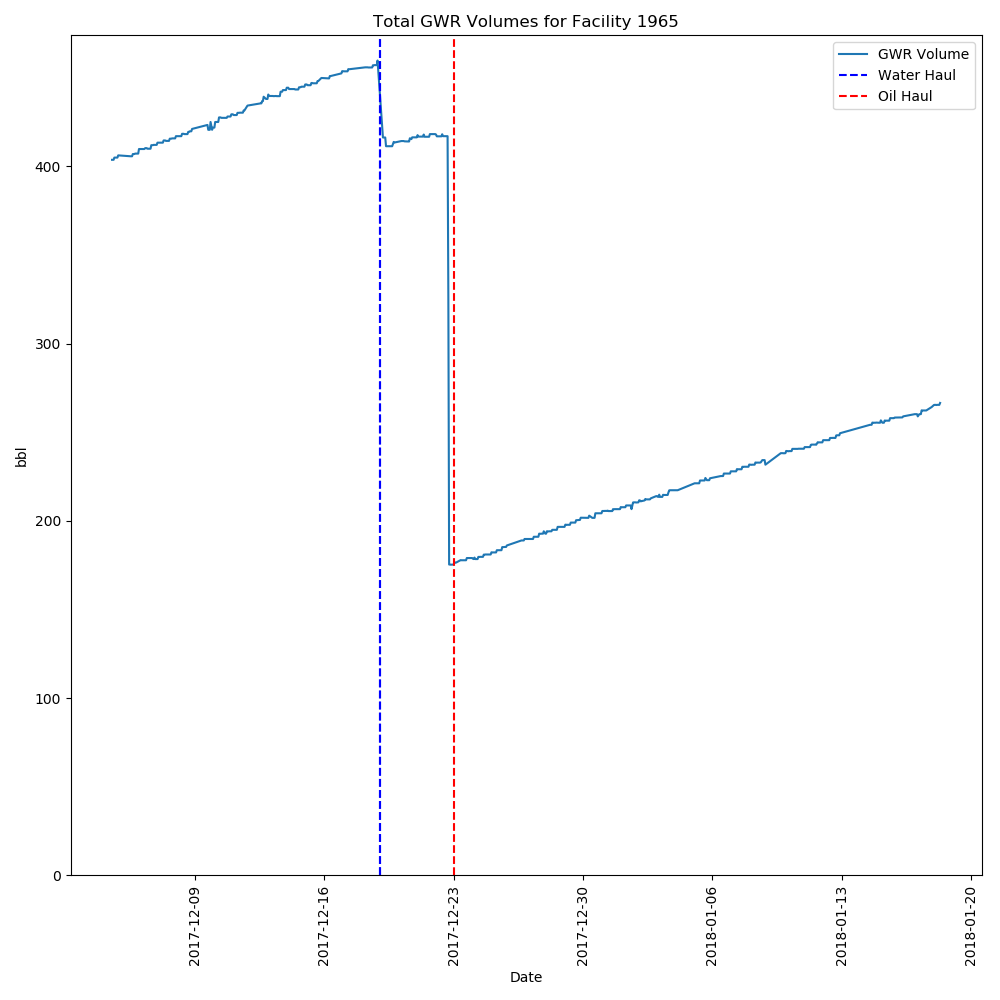 Total GWR Volumes for Facility 1965
GWR Volume
Water Haul
Oil Haul
400
300
200
100
0
bbl
2017-12-09
2017-12-16
2017-12-23
2017-12-30
2018-01-06
2018-01-13
2018-01-20
Date